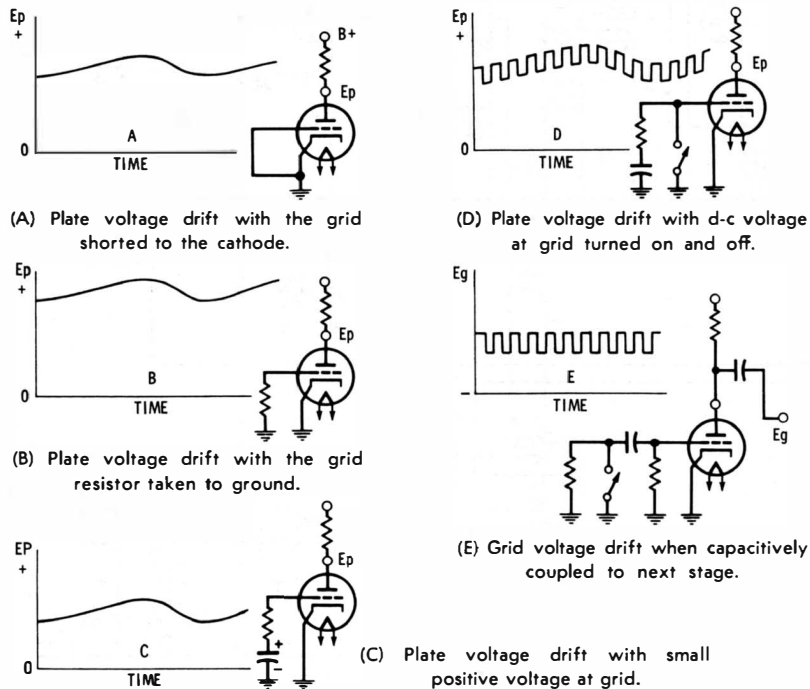 Ep
+
B+
Ep
A
0
TIME
(A) Plate voltage drift with the grid
shorted to the cathode.
Ep
+
Ep
B
0
TIME
(B) Plate voltage drift with the grid
resistor taken to ground.
EP
+
Ep
+
C
−
0
TIME
(C) Plate voltage drift with small
positive voltage at grid.
Ep
+
Ep
D
0
TIME
(D) Plate voltage drift with d-c voltage
at grid turned on and off.
Eg
E
−
TIME
Eg
(E) Grid voltage drift when capacitively
coupled to next stage.